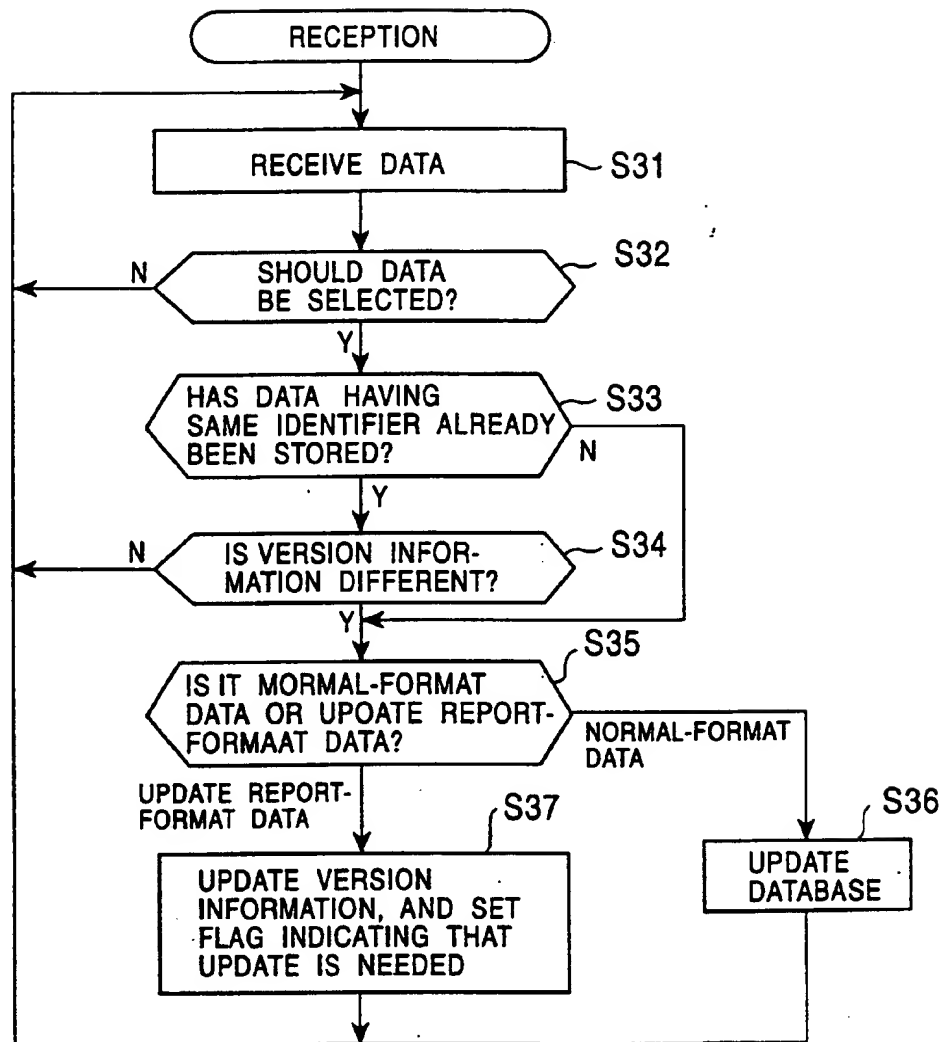 RECEPTION
RECEIVE DATA
S31
S32
N
SHOULD DATA
BE SELECTED?
Y
S33
HAS DATA HAVING
SAME IDENTIFIER ALREADY
BEEN STORED?
N
Y
S34
N
IS VERSION INFOR-
MATION DIFFERENT?
Y
S35
IS IT MORMAL-FORMAT
DATA OR UPOATE REPORT-
FORMAAT DATA?
NORMAL-FORMAT
DATA
UPDATE REPORT-
FORMAT DATA
S37
S36
UPDATE VERSION
INFORMATION, AND SET
FLAG INDICATING THAT
UPDATE IS NEEDED
UPDATE
DATABASE